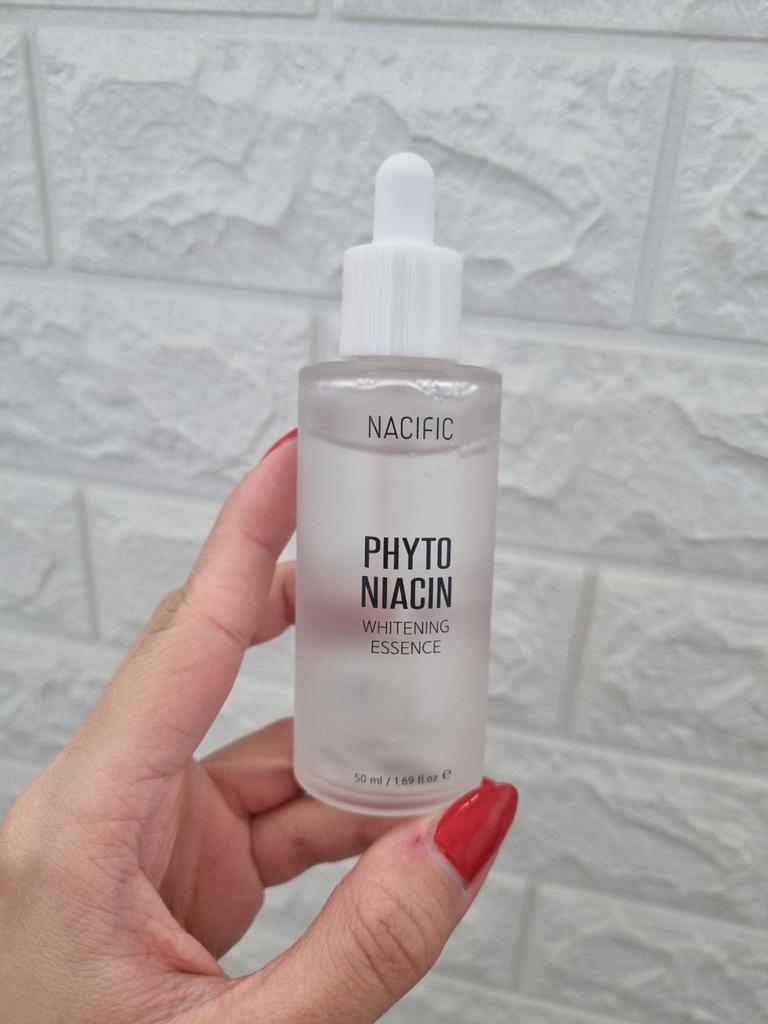 NACIFIC
PHYTO
NIACIN
WHITENING
ESSENCE
50 ml / 1.69 fl.oz ℮